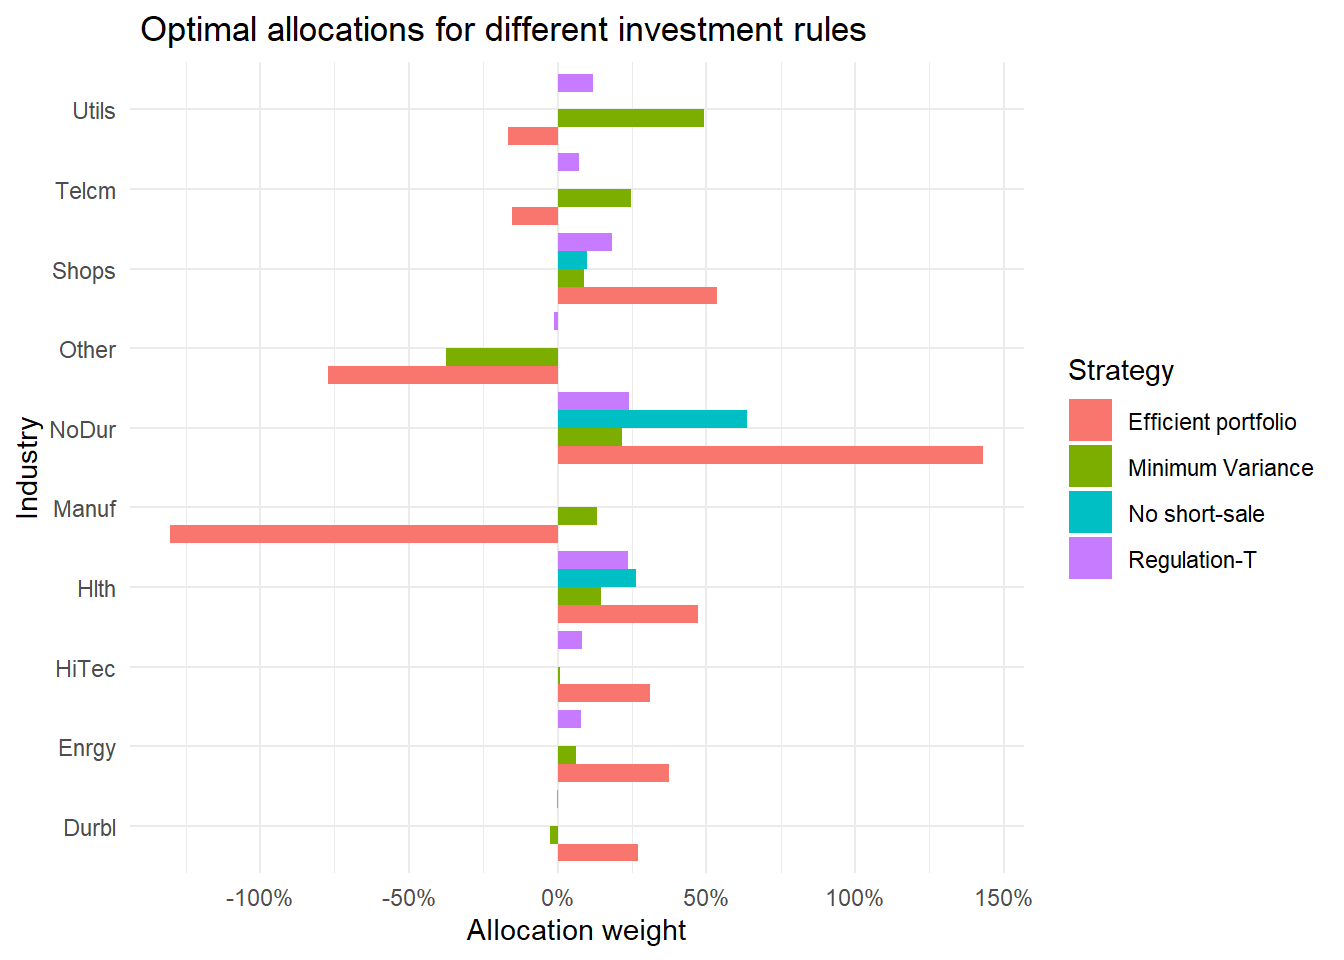 Optimal allocations for different investment rules
Industry
Utils
Telcm
Shops
Other
NoDur
Manuf
Hlth
HiTec
Enrgy
Durbl
-100% -50% 0% 50% 100% 150%
Allocation weight
Strategy
Efficient portfolio
Minimum Variance
No short-sale
Regulation-T